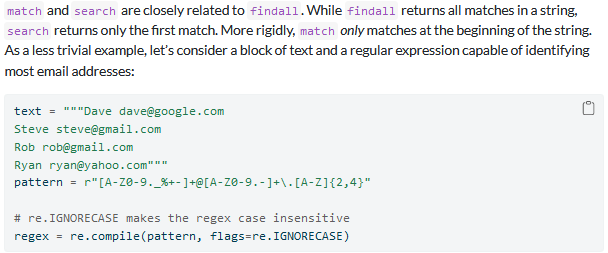 match and search are closely related to findall. While findall returns all matches in a string,
search returns only the first match. More rigidly, match only matches at the beginning of the string.
As a less trivial example, let's consider a block of text and a regular expression capable of identifying
most email addresses:
text = """Dave dave@google.com
Steve steve@gmail.com
Rob rob@gmail.com
Ryan ryan@yahoo.com"""
pattern = r"[A-Z0-9._%+-]+@[A-Z0-9.-]+\.[A-Z]{2,4}"

# re.IGNORECASE makes the regex case insensitive
regex = re.compile(pattern, flags=re.IGNORECASE)